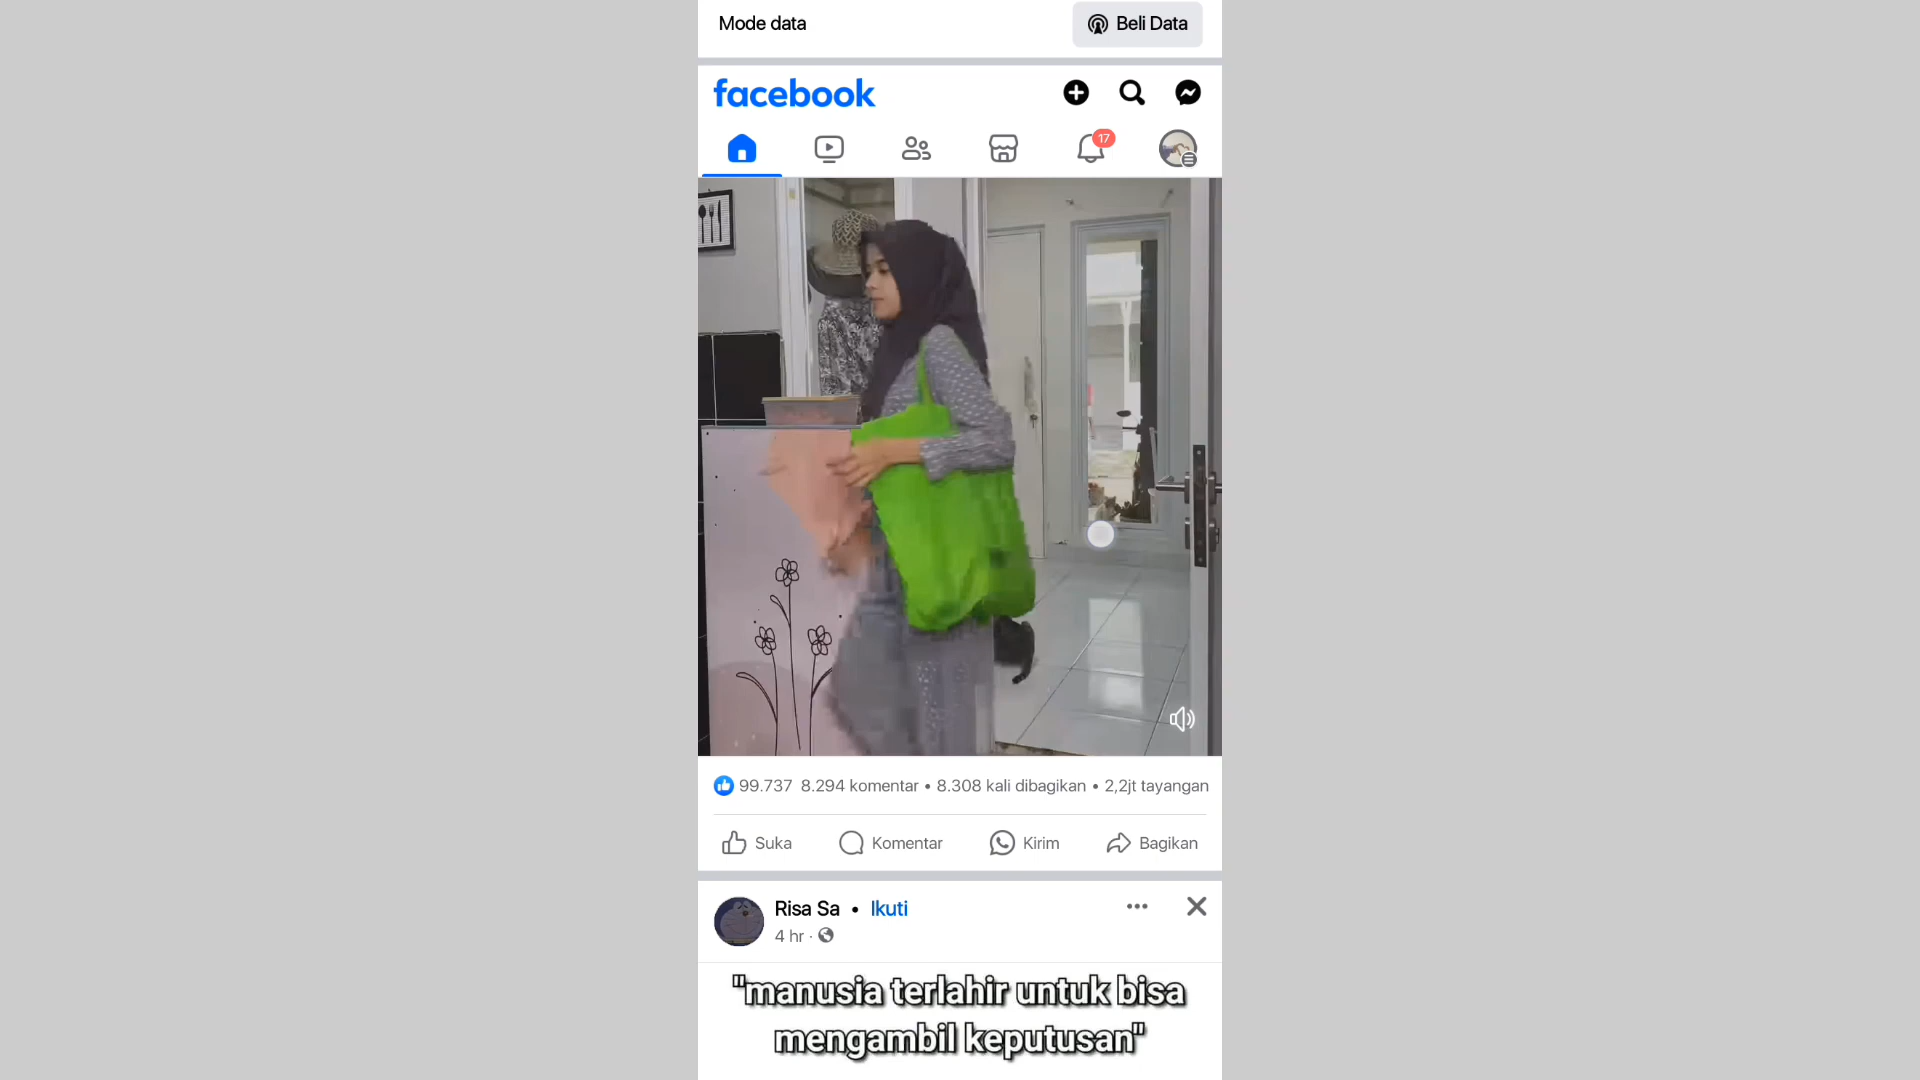 Mode data
Beli Data
facebook
17
99.737 8.294 komentar • 8.308 kali dibagikan • 2,2jt tayangan
Suka
Komentar
Kirim
Bagikan
Risa Sa • Ikuti
4 hr ·
"manusia terlahir untuk bisa
mengambil keputusan"